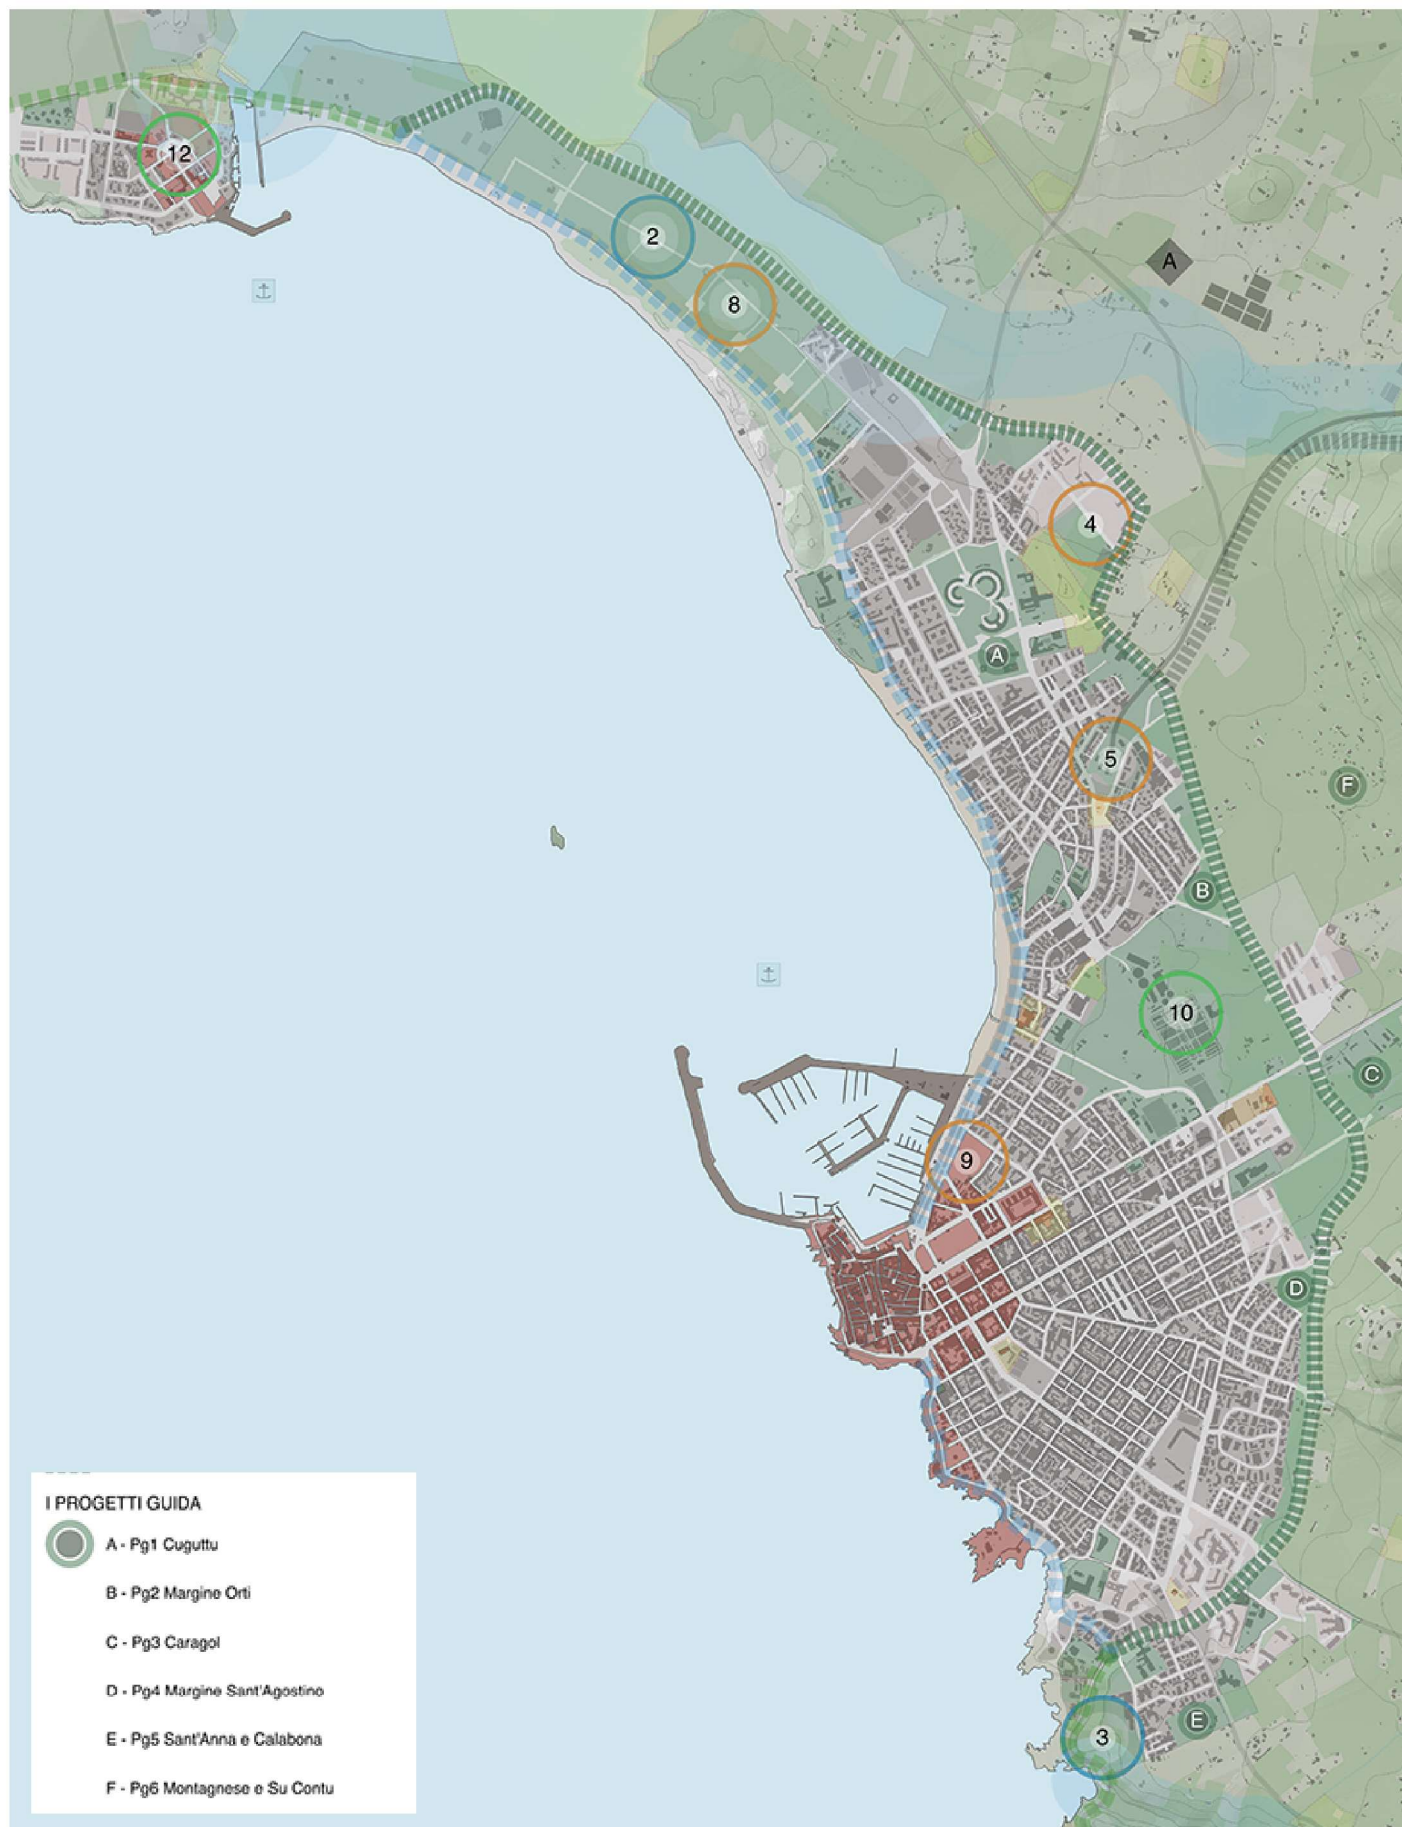 12
2
A
8
4
A
5
F
B
10
C
9
D
I PROGETTI GUIDA
A - Pg1 Cuguttu
B - Pg2 Margine Orti
C - Pg3 Caragol
D - Pg4 Margine Sant'Agostino
E - Pg5 Sant'Anna e Calabona
F - Pg6 Montagnese e Su Contu
E
3